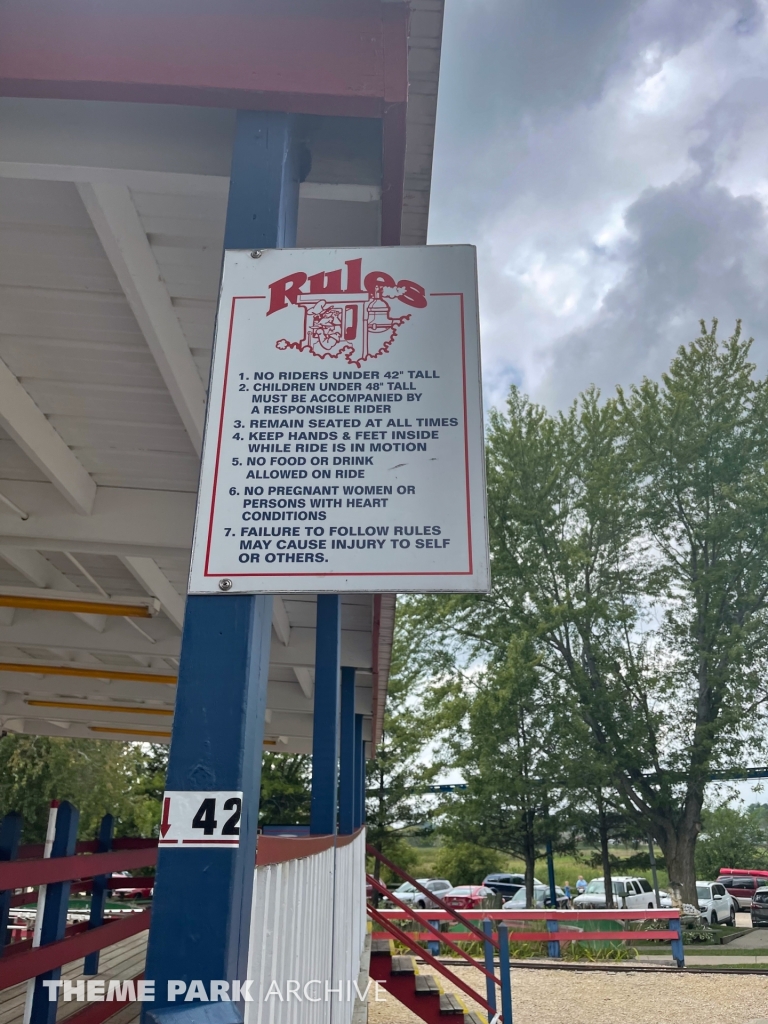 Rules
1. NO RIDERS UNDER 42" TALL
2. CHILDREN UNDER 48" TALL
MUST BE ACCOMPANIED BY
A RESPONSIBLE RIDER
3. REMAIN SEATED AT ALL TIMES
4. KEEP HANDS & FEET INSIDE
WHILE RIDE IS IN MOTION
5. NO FOOD OR DRINK
ALLOWED ON RIDE
6. NO PREGNANT WOMEN OR
PERSONS WITH HEART
CONDITIONS
7. FAILURE TO FOLLOW RULES
MAY CAUSE INJURY TO SELF
OR OTHERS.
42
THEME PARK ARCHIVE